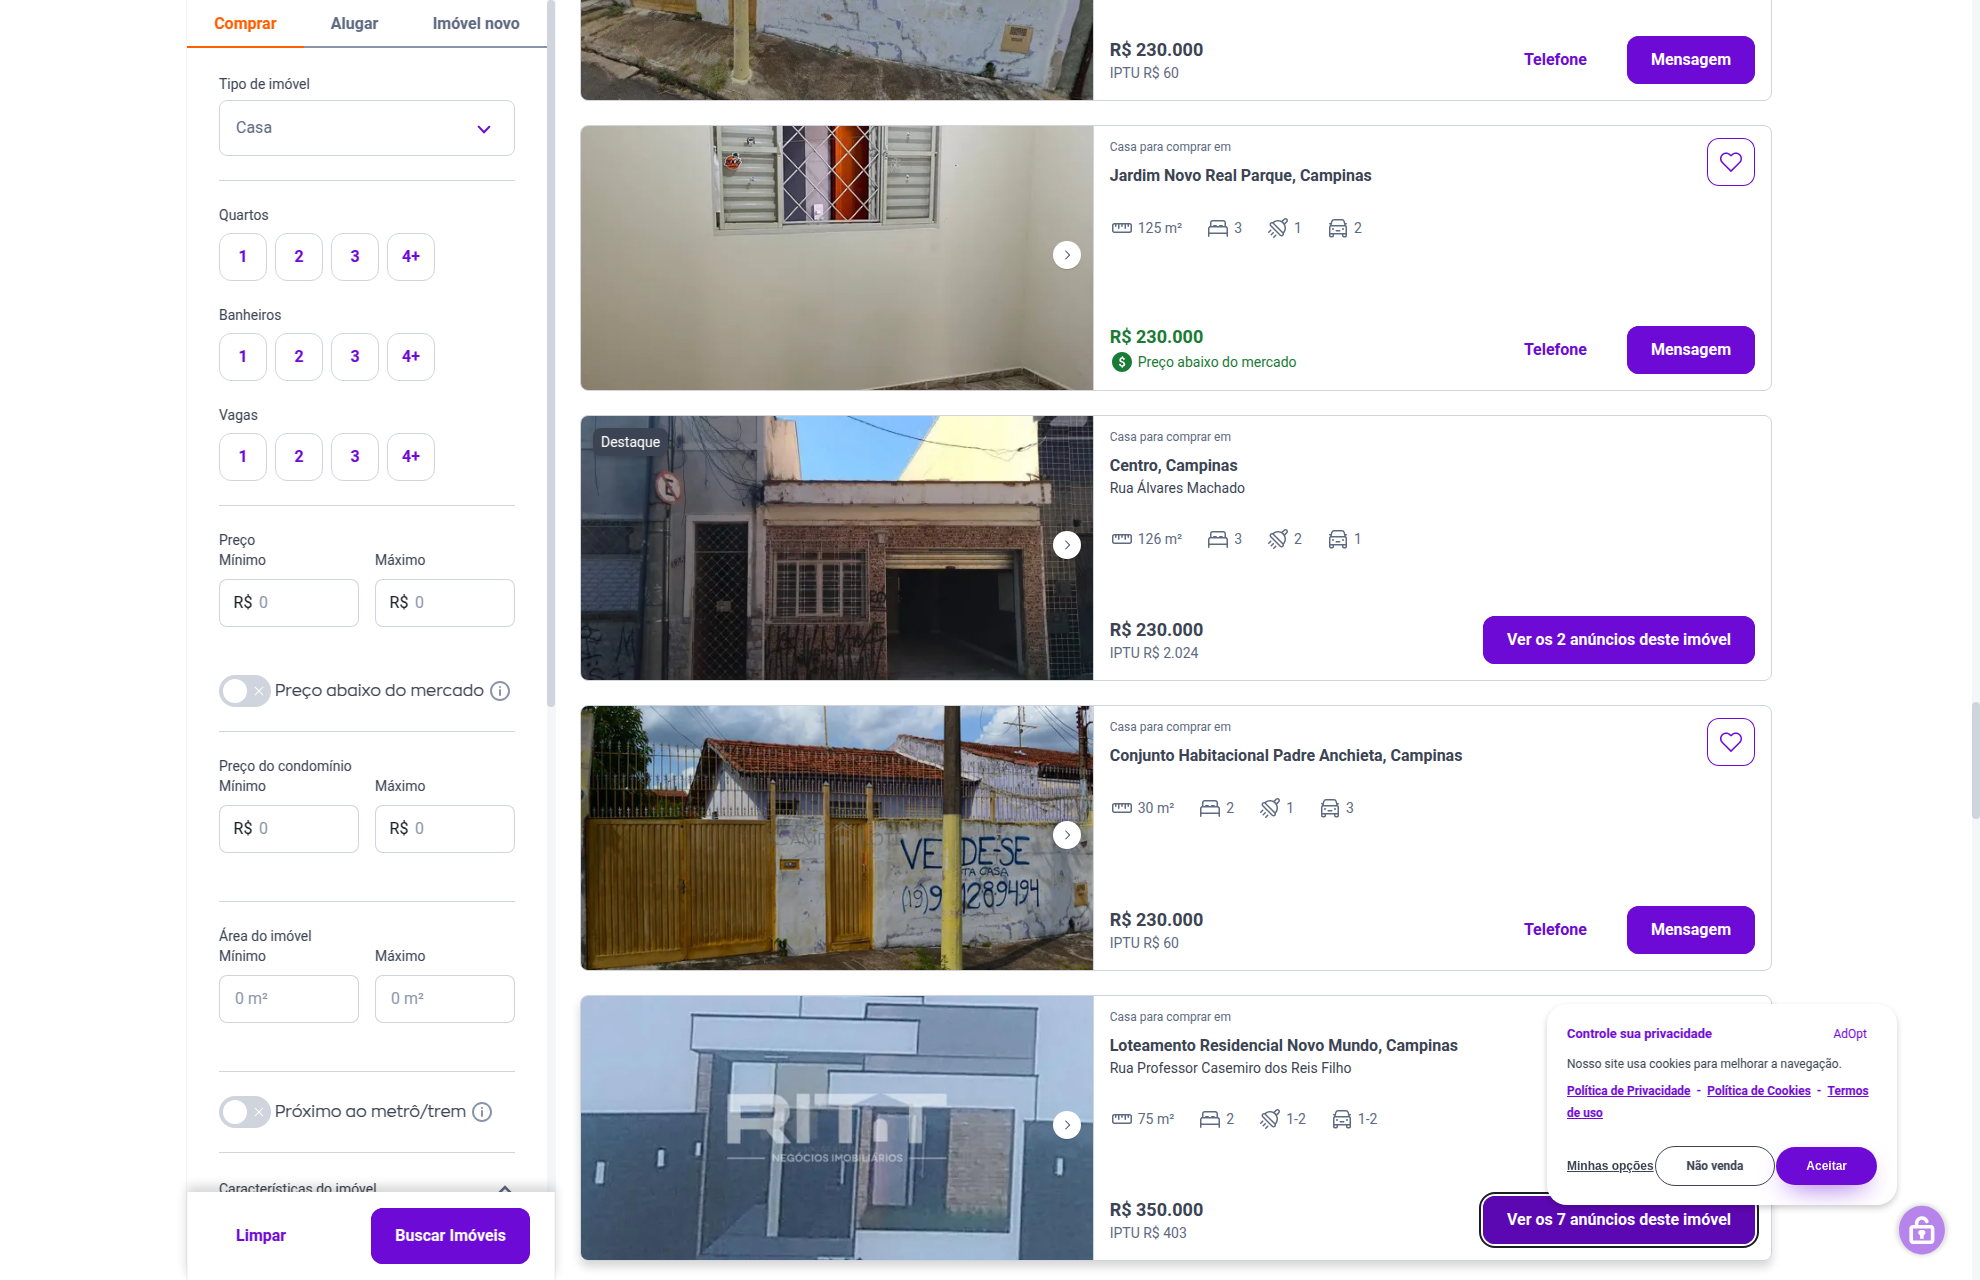 Comprar
Alugar
Imóvel novo
Tipo de imóvel
Casa
Quartos
1
2
3
4+
Banheiros
1
2
3
4+
Vagas
1
2
3
4+
Preço
Mínimo
Máximo
R$ 0
R$ 0
Preço abaixo do mercado
Preço do condomínio
Mínimo
Máximo
R$ 0
R$ 0
Área do imóvel
Mínimo
Máximo
0 m²
0 m²
Próximo ao metrô/trem
Características do imóvel
Limpar
Buscar Imóveis
R$ 230.000
IPTU R$ 60
Telefone
Mensagem
Casa para comprar em
Jardim Novo Real Parque, Campinas
125 m²
3
1
2
R$ 230.000
Preço abaixo do mercado
Telefone
Mensagem
Destaque
Casa para comprar em
Centro, Campinas
Rua Álvares Machado
126 m²
3
2
1
R$ 230.000
IPTU R$ 2.024
Ver os 2 anúncios deste imóvel
VENDE-SE
(19)
Casa para comprar em
Conjunto Habitacional Padre Anchieta, Campinas
30 m²
2
1
3
R$ 230.000
IPTU R$ 60
Telefone
Mensagem
NEGÓCIOS IMOBILIÁRIOS
Casa para comprar em
Loteamento Residencial Novo Mundo, Campinas
Rua Professor Casemiro dos Reis Filho
75 m²
2
1-2
1-2
R$ 350.000
IPTU R$ 403
Ver os 7 anúncios deste imóvel
Controle sua privacidade
AdOpt
Nosso site usa cookies para melhorar a navegação.
Política de Privacidade - Política de Cookies - Termos
de uso
Minhas opções
Não venda
Aceitar